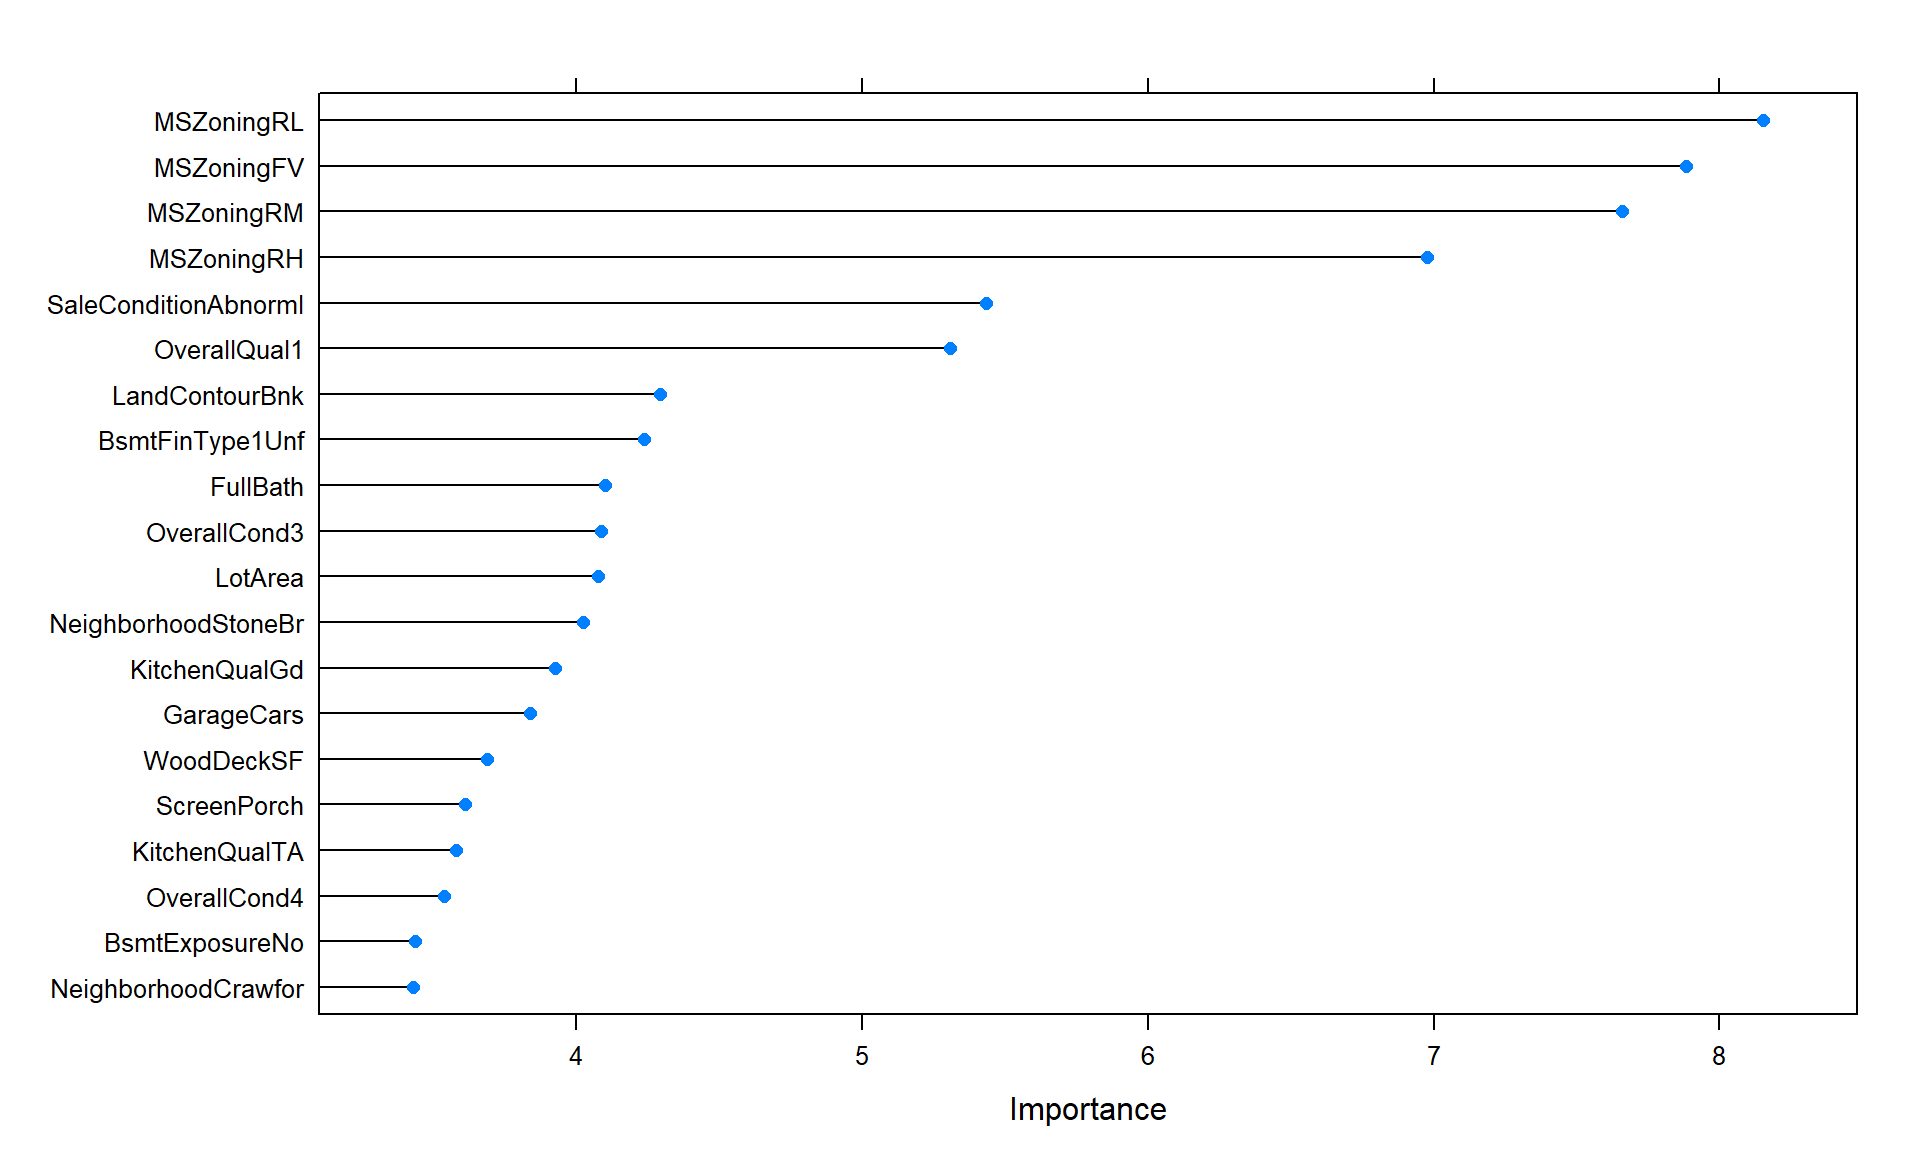 MSZoningRL
MSZoningFV
MSZoningRM
MSZoningRH
SaleConditionAbnorml
OverallQual1
LandContourBnk
BsmtFinType1Unf
FullBath
OverallCond3
LotArea
NeighborhoodStoneBr
KitchenQualGd
GarageCars
WoodDeckSF
ScreenPorch
KitchenQualTA
OverallCond4
BsmtExposureNo
NeighborhoodCrawfor
4 5 6 7 8
Importance